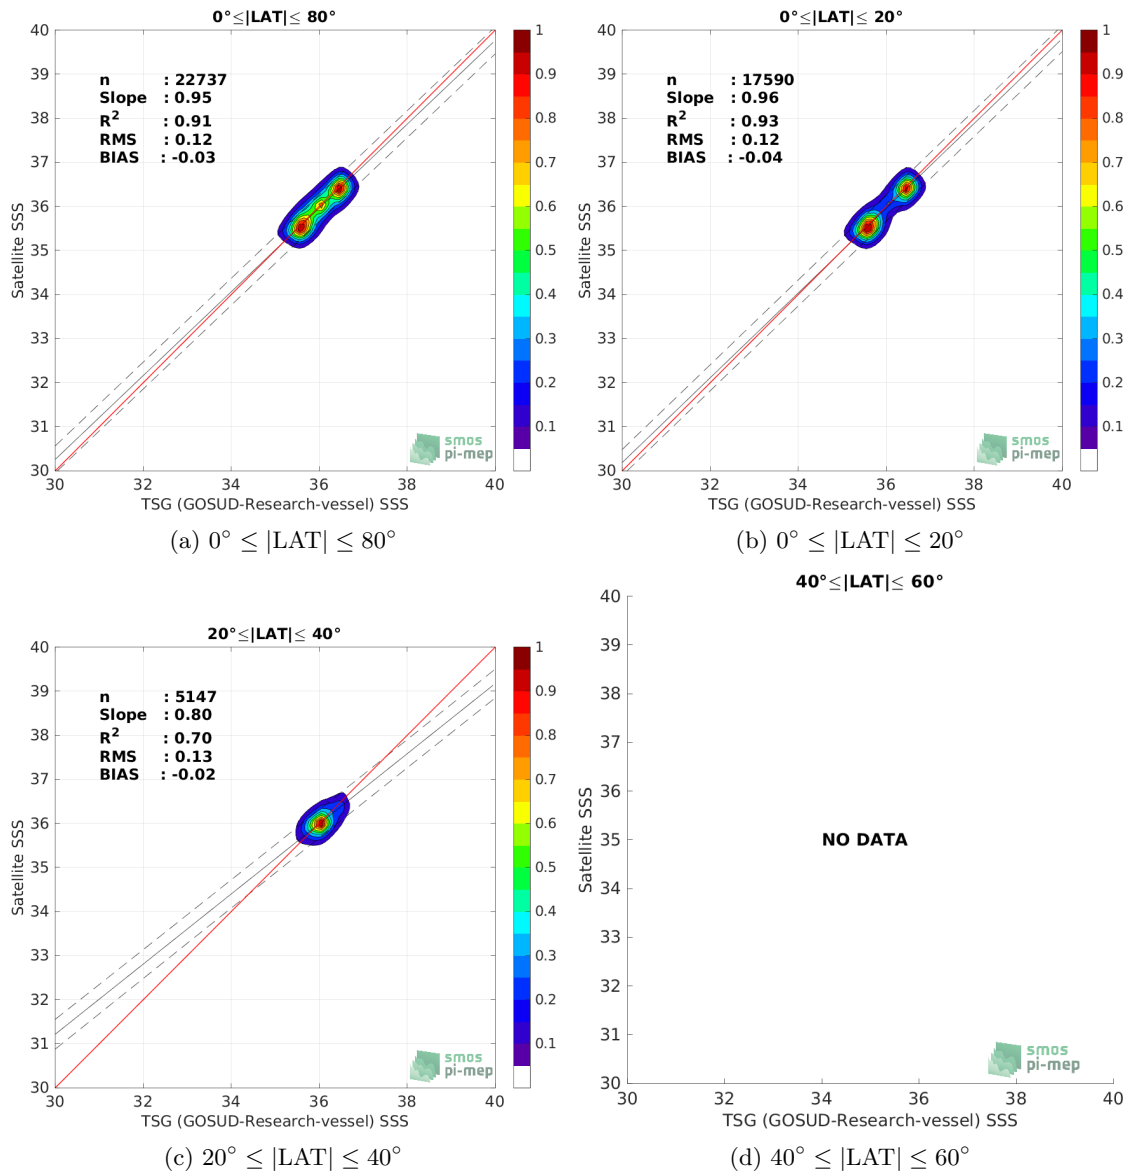 0°≤|LAT|≤ 80°
n : 22737
Slope : 0.95
R² : 0.91
RMS : 0.12
BIAS : -0.03
40
39
38
37
36
35
34
33
32
31
30
Satellite SSS
30 32 34 36 38 40
TSG (GOSUD-Research-vessel) SSS
1
0.9
0.8
0.7
0.6
0.5
0.4
0.3
0.2
0.1
smos
pi-mep
(a) 0° ≤ |LAT| ≤ 80°
0°≤|LAT|≤ 20°
n : 17590
Slope : 0.96
R² : 0.93
RMS : 0.12
BIAS : -0.04
40
39
38
37
36
35
34
33
32
31
30
Satellite SSS
30 32 34 36 38 40
TSG (GOSUD-Research-vessel) SSS
1
0.9
0.8
0.7
0.6
0.5
0.4
0.3
0.2
0.1
smos
pi-mep
(b) 0° ≤ |LAT| ≤ 20°
20°≤|LAT|≤ 40°
n : 5147
Slope : 0.80
R² : 0.70
RMS : 0.13
BIAS : -0.02
40
39
38
37
36
35
34
33
32
31
30
Satellite SSS
30 32 34 36 38 40
TSG (GOSUD-Research-vessel) SSS
1
0.9
0.8
0.7
0.6
0.5
0.4
0.3
0.2
0.1
smos
pi-mep
(c) 20° ≤ |LAT| ≤ 40°
40°≤|LAT|≤ 60°
40
39
38
37
36
35
34
33
32
31
30
Satellite SSS
NO DATA
30 32 34 36 38 40
TSG (GOSUD-Research-vessel) SSS
smos
pi-mep
(d) 40° ≤ |LAT| ≤ 60°